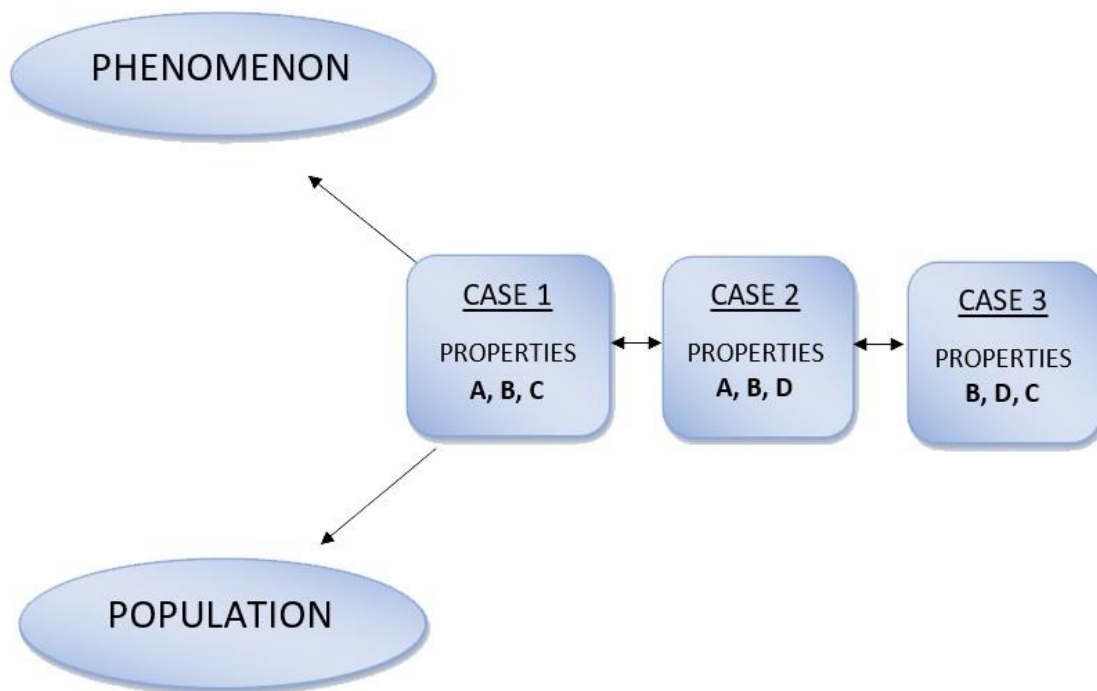 PHENOMENON
CASE 1
PROPERTIES
A, B, C
CASE 2
PROPERTIES
A, B, D
CASE 3
PROPERTIES
B, D, C
POPULATION